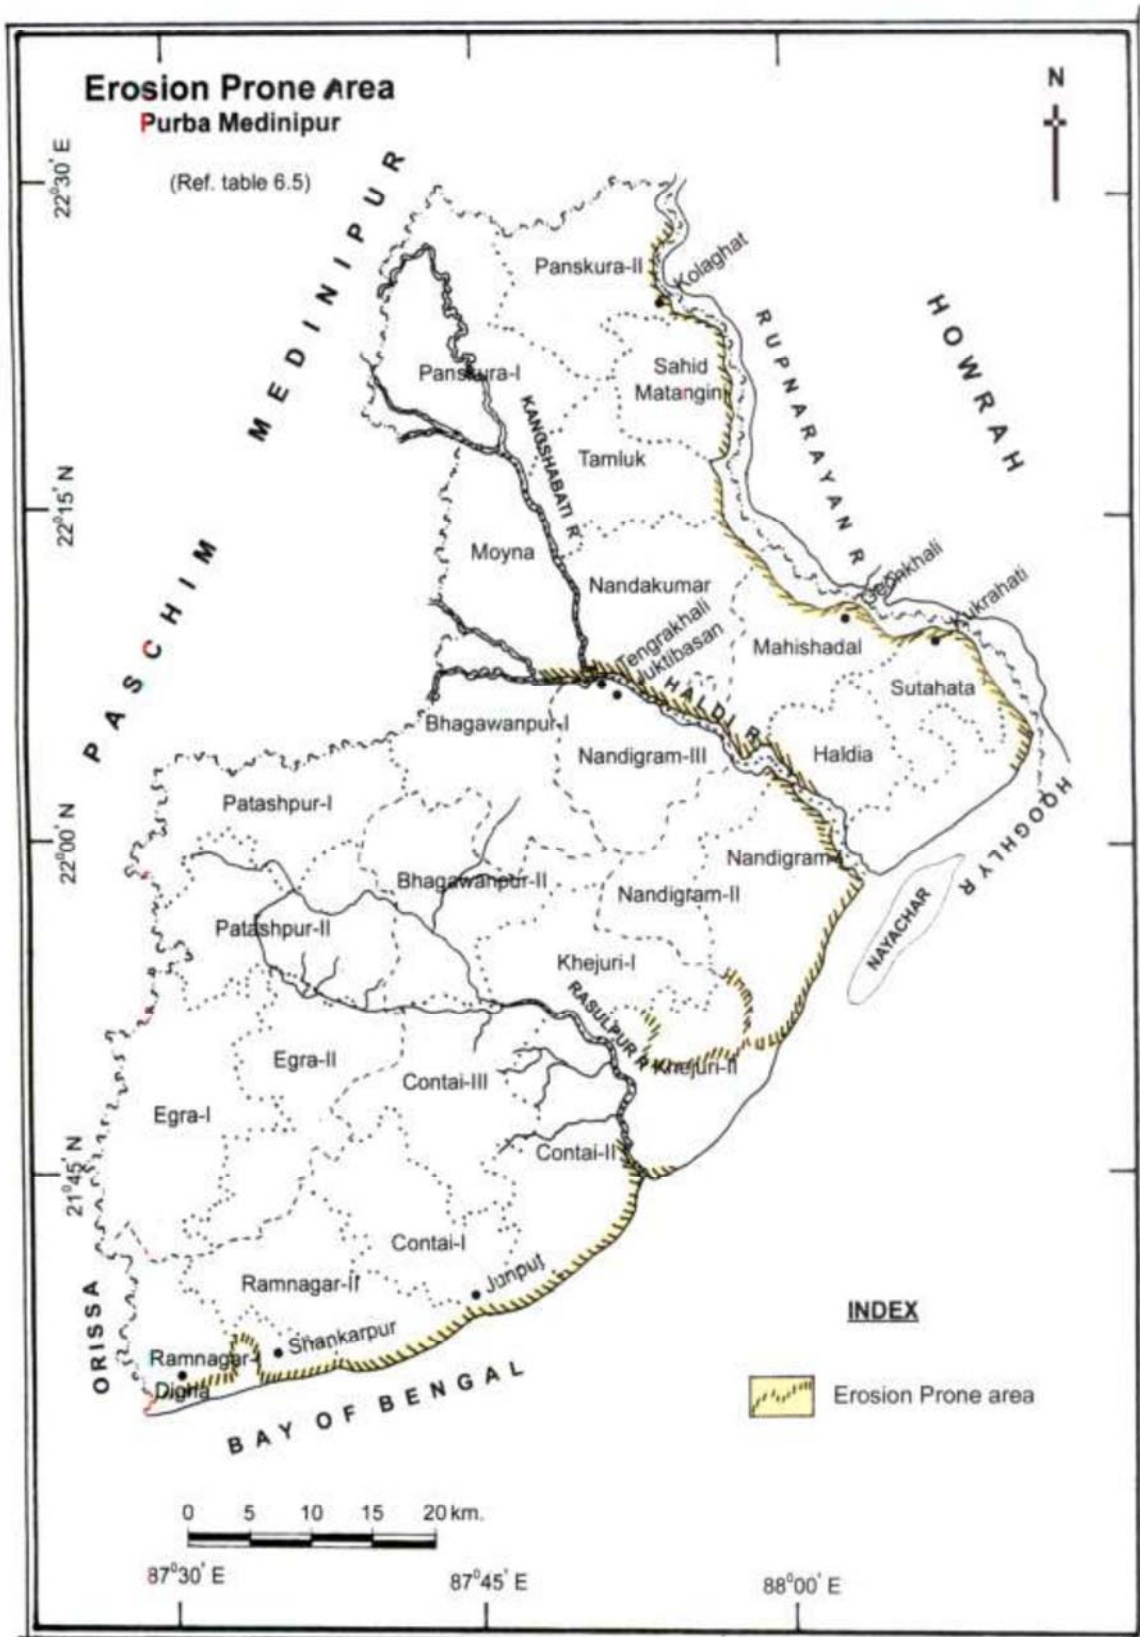 Erosion Prone Area
Purba Medinipur
(Ref. table 6.5)
N
22°30' E
22°15' N
22°00' N
21°45' N
PASCHIM MEDINIPUR
HOWRAH
RUPNARAYAN R
Panskura-II
Kolaghat
Panskura-I
Sahid
Matangini
KANGSHABATI R
Tamluk
Moyna
Nandakumar
Geonkhali
Kukrahati
Mahishadal
Tengrakhali
Juktibasan
HALDI R
Sutahata
Bhagawanpur-I
Nandigram-III
Haldia
HOOGHLY R
Patashpur-I
Nandigram-I
Bhagawanpur-II
Nandigram-II
NAYACHAR
Patashpur-II
Khejuri-I
RASULPUR R
Egra-II
Khejuri-II
Contai-III
Egra-I
Contai-II
Contai-I
Junput
Ramnagar-II
ORISSA
Shankarpur
Ramnagar-I
Digha
BAY OF BENGAL
INDEX
Erosion Prone area
0 5 10 15 20 km.
87°30' E
87°45' E
88°00' E